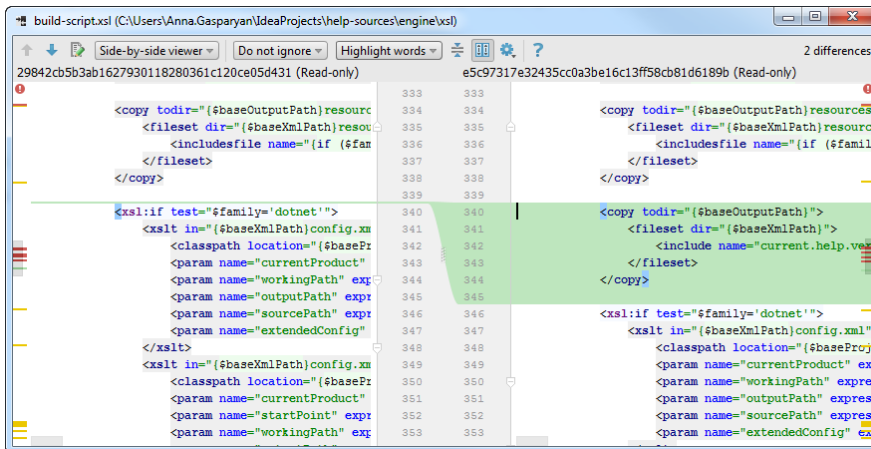 build-script.xsl (C:\Users\Anna.Gasparyan\IdeaProjects\help-sources\engine\xsl)
Side-by-side viewer Do not ignore Highlight words ? 2 differences
29842cb5b3ab1627930118280361c120ce05d431 (Read-only) e5c97317e32435cc0a3be16c13ff58cb81d6189b (Read-only)
333 333
<copy todir="{$baseOutputPath}resourc 334 334 <copy todir="{$baseOutputPath}resources
<fileset dir="{$baseXmlPath}resou 335 335 <fileset dir="{$baseXmlPath}resourc
<includesfile name="{if ($fam 336 336 <includesfile name="{if ($famil
</fileset> 337 337 </fileset>
</copy> 338 338 </copy>
339 339
<xsl:if test="$family='dotnet'"> 340 340 <copy todir="{$baseOutputPath}">
<xslt in="{$baseXmlPath}config.xm 341 341 <fileset dir="{$baseXmlPath}">
<classpath location="{$basePr 342 342 <include name="current.help.ver
<param name="currentProduct" 343 343 </fileset>
<param name="workingPath" exp 344 344 </copy>
<param name="outputPath" expr 345 345
<param name="sourcePath" expr 346 346 <xsl:if test="$family='dotnet'">
<param name="extendedConfig" 347 347 <xslt in="{$baseXmlPath}config.xml"
</xslt> 348 348 <classpath location="{$baseProj
<xslt in="{$baseXmlPath}config.xm 349 349 <param name="currentProduct" ex
<classpath location="{$basePr 350 350 <param name="workingPath" expre
<param name="currentProduct" 351 351 <param name="outputPath" expres
<param name="startPoint" expr 352 352 <param name="sourcePath" expres
<param name="workingPath" exp 353 353 <param name="extendedConfig" ex